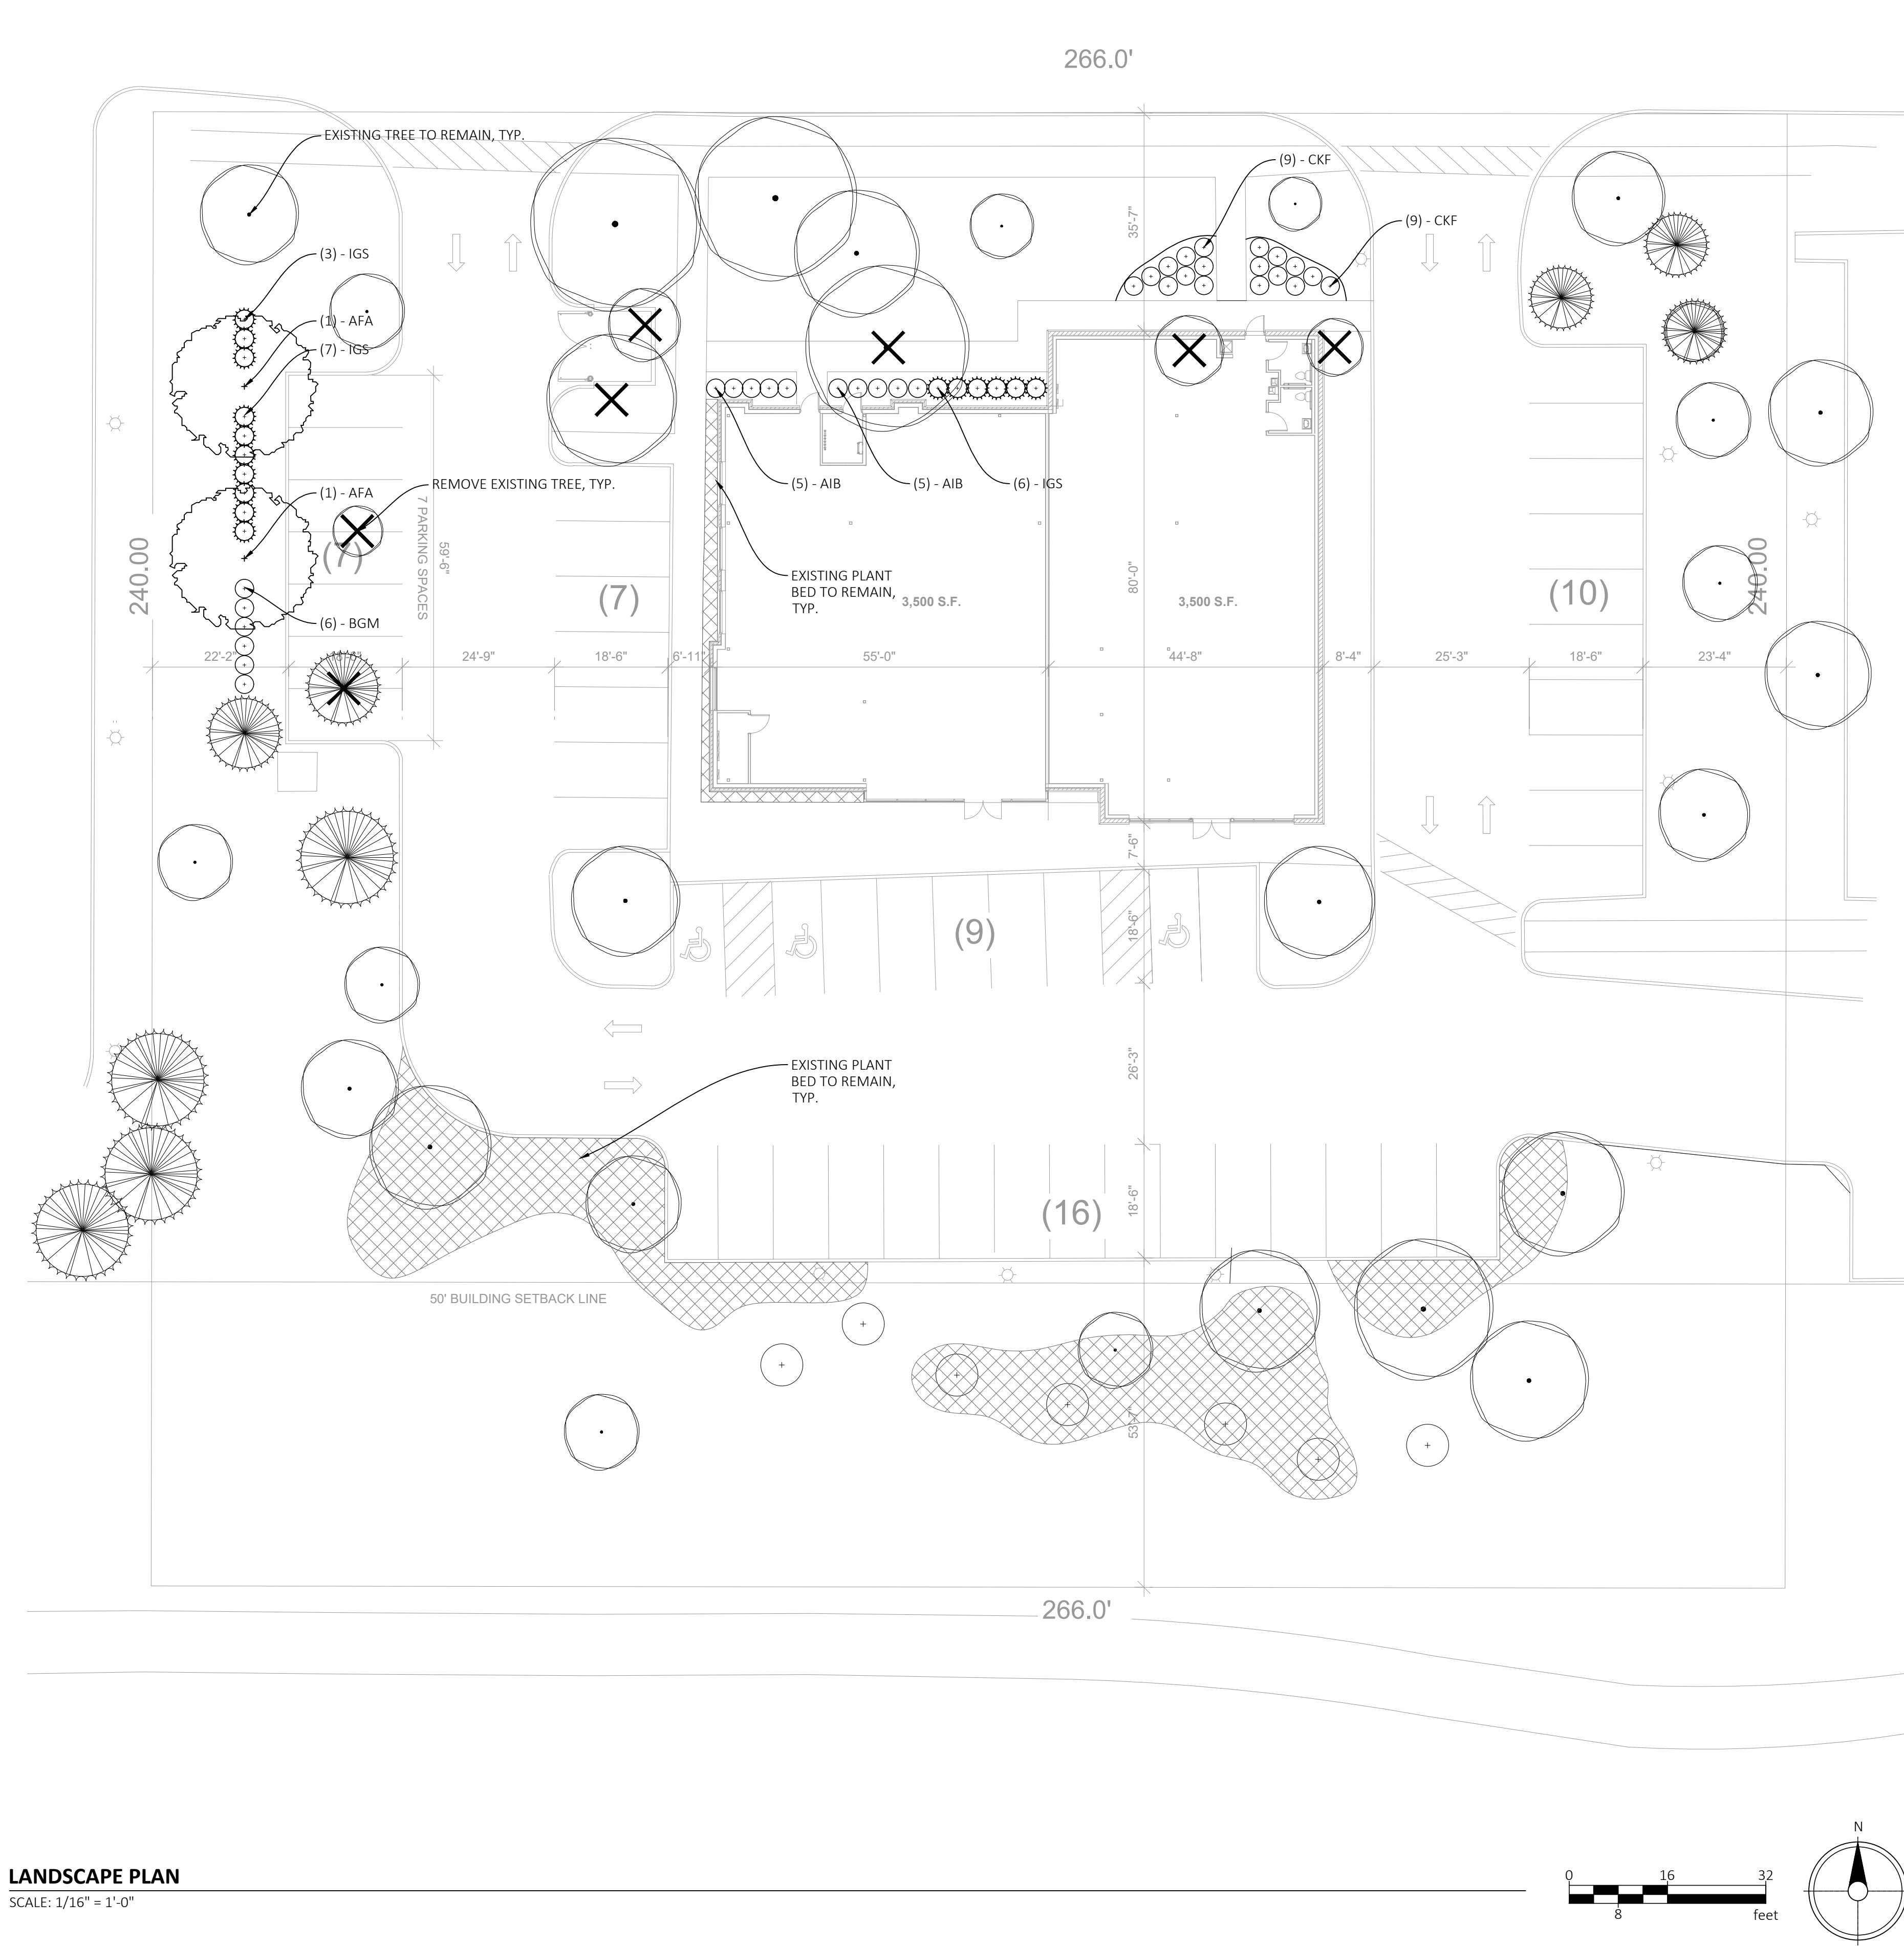 266.0'
EXISTING TREE TO REMAIN, TYP.
(9) - CKF
(9) - CKF
35'-7"
(3) - IGS
(1) - AFA
(7) - IGS
(5) - AIB
(5) - AIB
(6) - IGS
REMOVE EXISTING TREE, TYP.
(1) - AFA
7 PARKING SPACES
59'-6"
(7)
240.00
(7)
EXISTING PLANT
BED TO REMAIN,
TYP.
3,500 S.F.
80'-0"
3,500 S.F.
(10)
240.00
(6) - BGM
22'-2"
24'-9"
18'-6"
6'-11"
55'-0"
44'-8"
8'-4"
25'-3"
18'-6"
23'-4"
7'-6"
(9)
18'-6"
26'-3"
EXISTING PLANT
BED TO REMAIN,
TYP.
(16)
18'-6"
50' BUILDING SETBACK LINE
53'-7"
266.0'
LANDSCAPE PLAN
SCALE: 1/16" = 1'-0"
0
16
32
8
feet
N